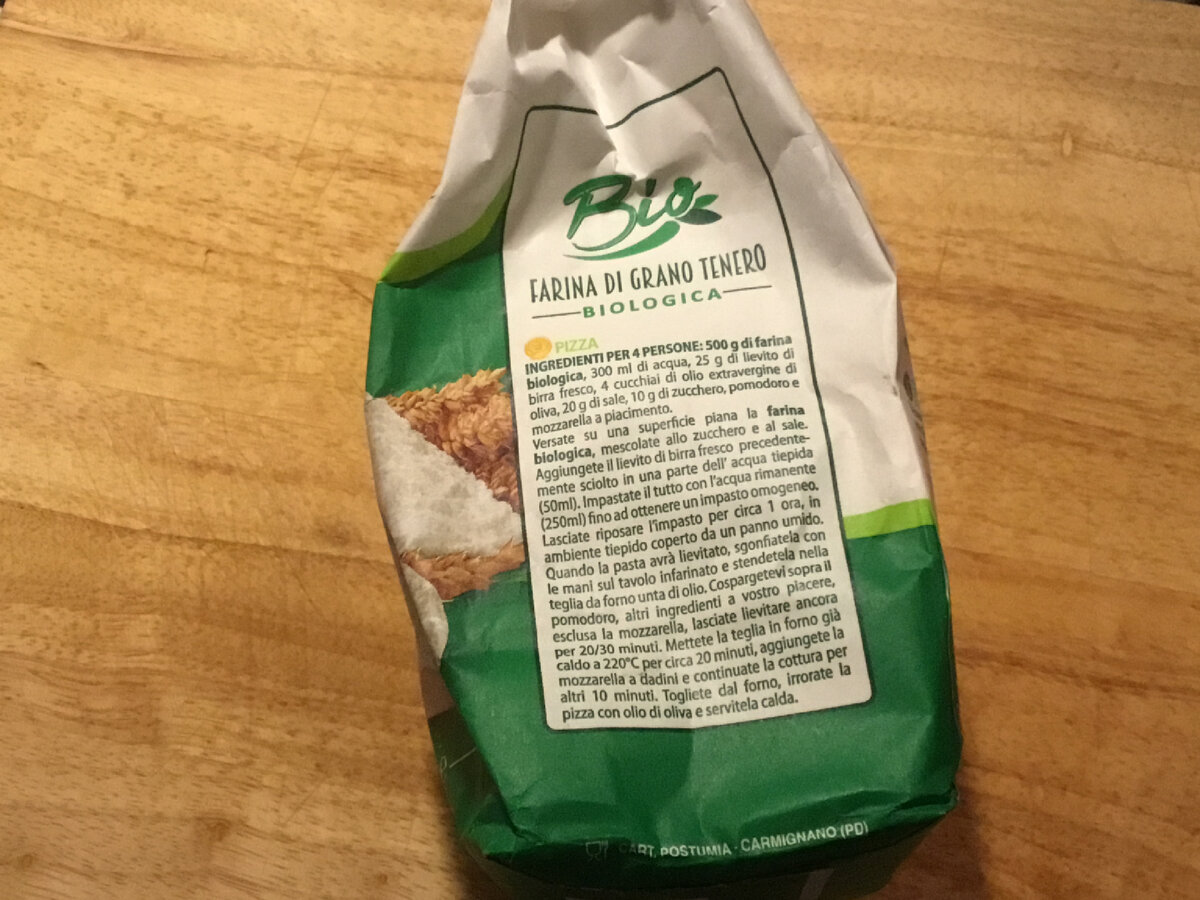 Bio
FARINA DI GRANO TENERO
BIOLOGICA
PIZZA
INGREDIENTI PER 4 PERSONE: 500 g di farina
biologica, 300 ml di acqua, 25 g di lievito di
birra fresco, 4 cucchiai di olio extravergine di
oliva, 20 g di sale, 10 g di zucchero, pomodoro e
mozzarella a piacimento.
Versate su una superficie piana la farina
biologica, mescolate allo zucchero e al sale.
Aggiungete il lievito di birra fresco precedente-
mente sciolto in una parte dell' acqua tiepida
(50ml). Impastate il tutto con l'acqua rimanente
(250ml) fino ad ottenere un impasto omogeneo.
Lasciate riposare l'impasto per circa 1 ora, in
ambiente tiepido coperto da un panno umido.
Quando la pasta avrà lievitato, sgonfiatela con
le mani sul tavolo infarinato e stendetela nella
teglia da forno unta di olio. Cospargetevi sopra il
pomodoro, altri ingredienti a vostro piacere,
esclusa la mozzarella, lasciate lievitare ancora
per 20/30 minuti. Mettete la teglia in forno già
caldo a 220°C per circa 20 minuti, aggiungete la
mozzarella a dadini e continuate la cottura per
altri 10 minuti. Togliete dal forno, irrorate la
pizza con olio di oliva e servitela calda.
CART. POSTUMIA - CARMIGNANO (PD)